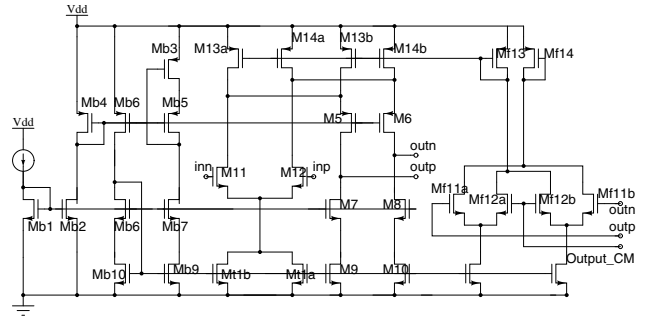 Vdd
Mb3
M13a
M14a
M13b
M14b
Mf13
Mf14
Mb4
Mb6
Mb5
M5
M6
Vdd
outn
inn
M11
M12
inp
outp
Mf11a
Mf12a
Mf12b
Mf11b
outn
Mb1
Mb2
Mb6
Mb7
M7
M8
outp
Output_CM
Mb10
Mb9
Mt1b
Mt1a
M9
M10